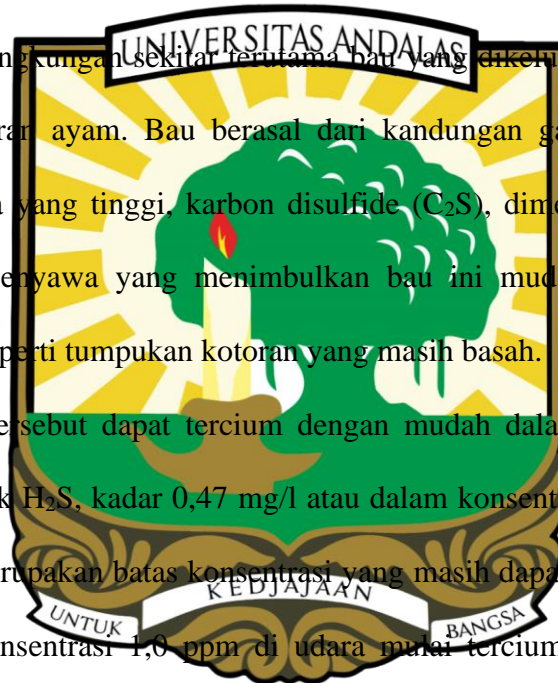 UNIVERSITAS ANDALAS
lingkungan sekitar terutama bau yang dikelu
ran ayam. Bau berasal dari kandungan ga
yang tinggi, karbon disulfide (C₂S), dime
enyawa yang menimbulkan bau ini mud
perti tumpukan kotoran yang masih basah.
ersebut dapat tercium dengan mudah dala
k H₂S, kadar 0,47 mg/l atau dalam konsent
rupakan batas konsentrasi yang masih dapa
KEDJAJAAN
UNTUK
BANGSA
nsentrasi 1,0 ppm di udara mulai tercium